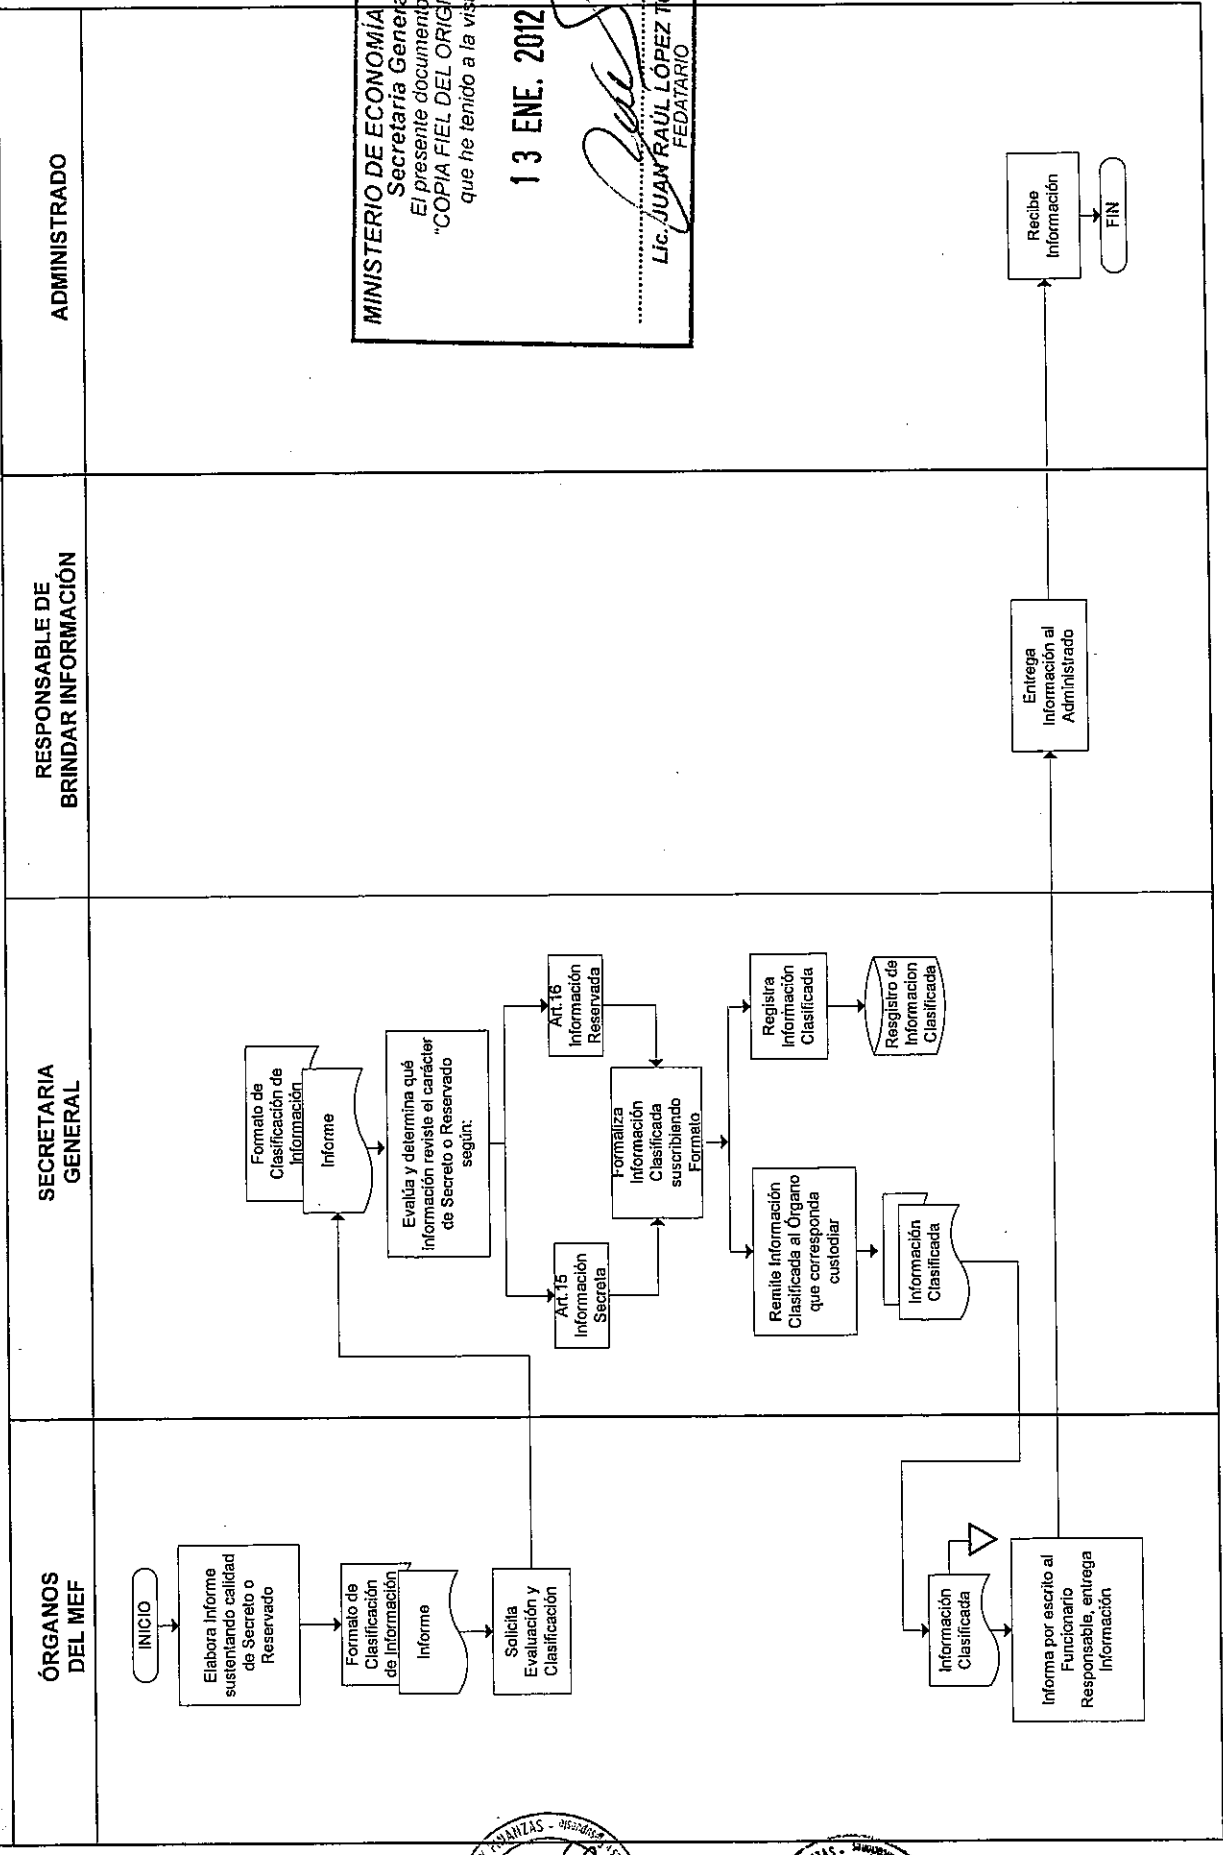 ÓRGANOS
DEL MEF
SECRETARIA
GENERAL
RESPONSABLE DE
BRINDAR INFORMACIÓN
ADMINISTRADO
INICIO
Elabora Informe
sustentando calidad
de Secreto o
Reservado
Formato de
Clasificación
de Información
Informe
Solicita
Evaluación y
Clasificación
Formato de
Clasificación de
Información
Informe
Evalúa y determina qué
Información reviste el carácter
de Secreto o Reservado
según:
Art.15
Información
Secreta
Art.16
Información
Reservada
Formaliza
Información
Clasificada
suscribiendo
Formato
Remite Información
Clasificada al Órgano
que corresponda
custodiar
Registra
Información
Clasificada
Información
Clasificada
Resgistro de
Informacion
Clasificada
Información
Clasificada
Informa por escrito al
Funcionario
Responsable, entrega
Información
Entrega
Información al
Administrado
Recibe
Información
FIN
MINISTERIO DE ECONOMÍA
Secretaría General
El presente documento
"COPIA FIEL DEL ORIGI
que he tenido a la vis
13 ENE. 2012
Lic. JUAN RAÚL LÓPEZ
FEDATARIO
FINANZAS -